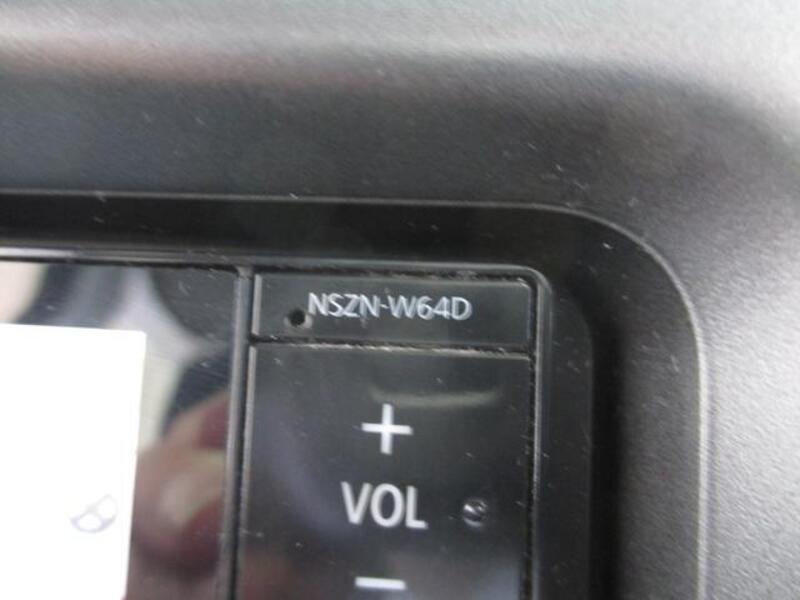 NSZN-W64D
+
VOL
−